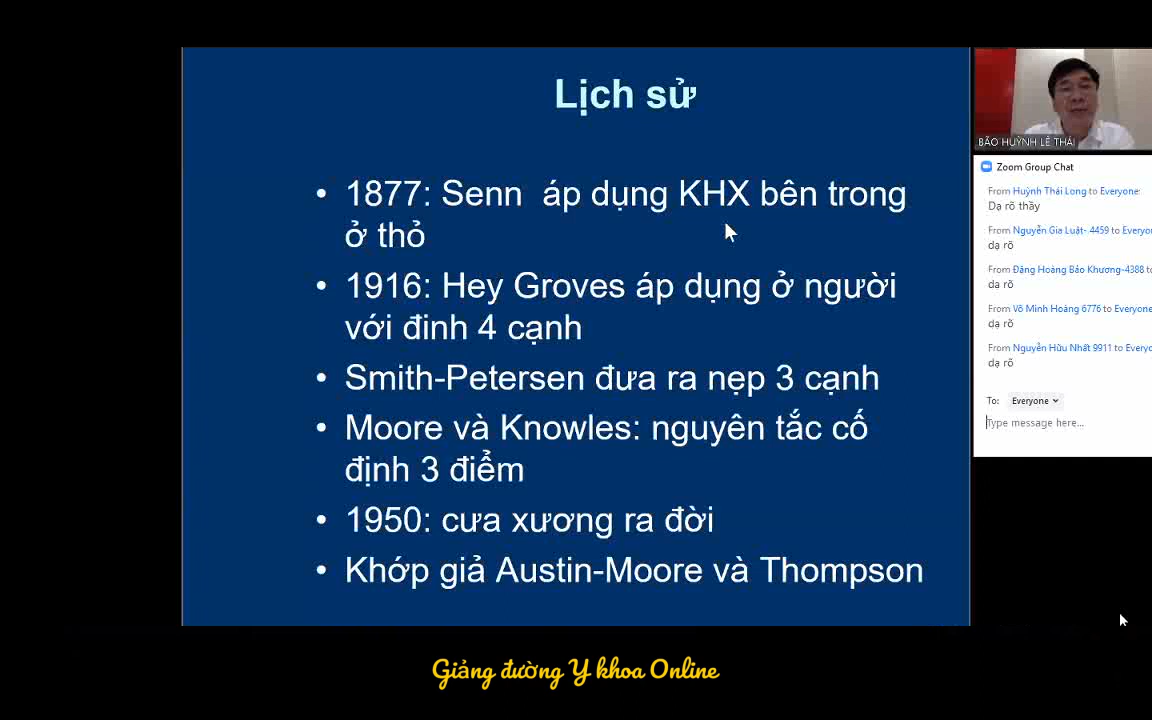 Lịch sử
• 1877: Senn áp dụng KHX bên trong
ở thỏ
• 1916: Hey Groves áp dụng ở người
với đinh 4 cạnh
• Smith-Petersen đưa ra nẹp 3 cạnh
• Moore và Knowles: nguyên tắc cố
định 3 điểm
• 1950: cưa xương ra đời
• Khớp giả Austin-Moore và Thompson
BẢO HUỲNH LÊ THÁI
Zoom Group Chat
From Huỳnh Thái Long to Everyone:
Dạ rõ thầy
From Nguyễn Gia Luật-.4459 to Everyor
dạ rõ
From Đặng Hoàng Bảo Khương-4388 to
dạ rõ
From Võ Minh Hoàng 6776 to Everyone
dạ rõ
From Nguyễn Hữu Nhất 9911 to Everyo
dạ rõ
To: Everyone
Type message here...
Giảng đường Y khoa Online